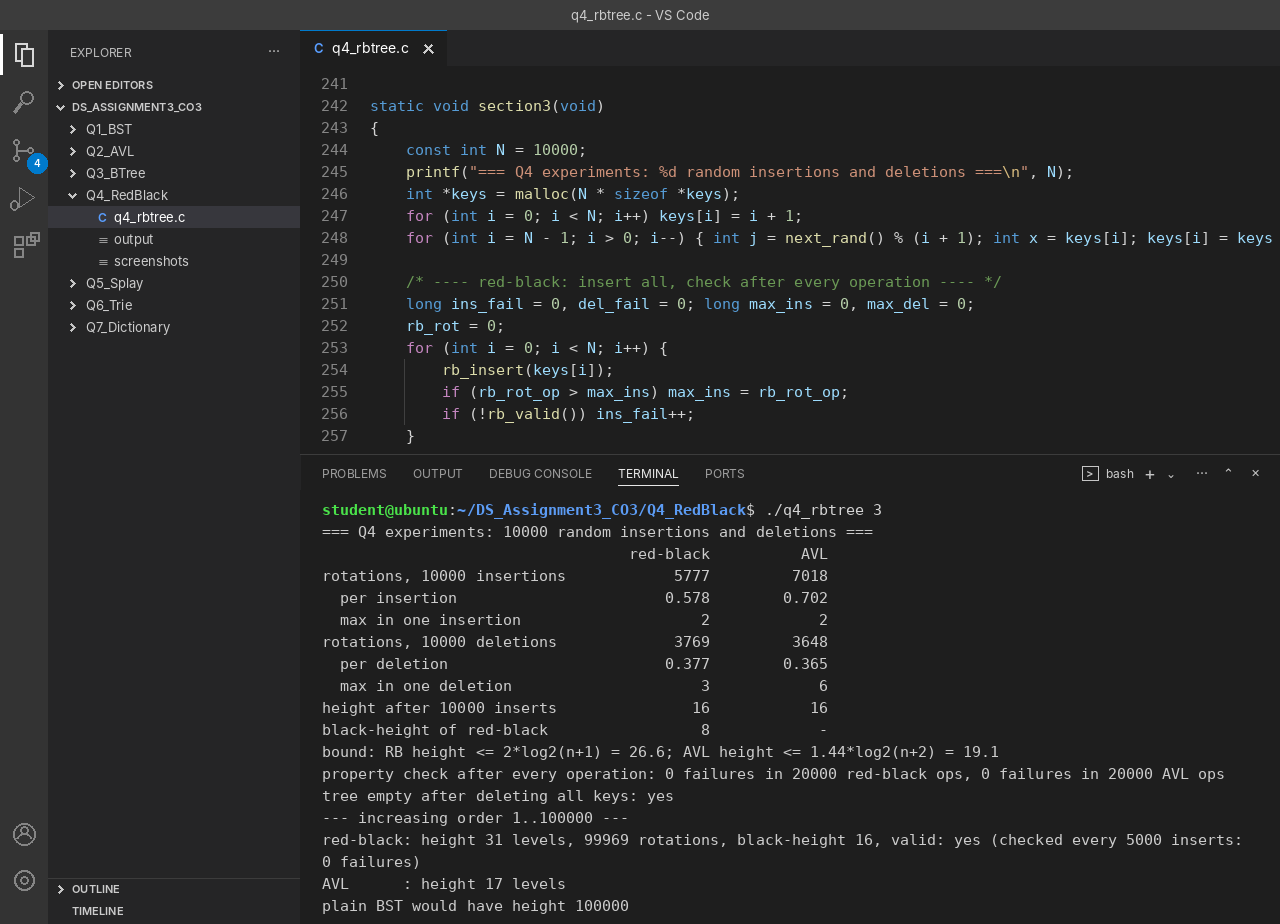 q4_rbtree.c - VS Code
EXPLORER
OPEN EDITORS
DS_ASSIGNMENT3_CO3
Q1_BST
Q2_AVL
Q3_BTree
Q4_RedBlack
C q4_rbtree.c
output
screenshots
Q5_Splay
Q6_Trie
Q7_Dictionary
4
OUTLINE
TIMELINE
C q4_rbtree.c
241
242 static void section3(void)
243 {
244     const int N = 10000;
245     printf("=== Q4 experiments: %d random insertions and deletions ===\n", N);
246     int *keys = malloc(N * sizeof *keys);
247     for (int i = 0; i < N; i++) keys[i] = i + 1;
248     for (int i = N - 1; i > 0; i--) { int j = next_rand() % (i + 1); int x = keys[i]; keys[i] = keys
249
250     /* ---- red-black: insert all, check after every operation ---- */
251     long ins_fail = 0, del_fail = 0; long max_ins = 0, max_del = 0;
252     rb_rot = 0;
253     for (int i = 0; i < N; i++) {
254         rb_insert(keys[i]);
255         if (rb_rot_op > max_ins) max_ins = rb_rot_op;
256         if (!rb_valid()) ins_fail++;
257     }
PROBLEMS OUTPUT DEBUG CONSOLE TERMINAL PORTS bash
student@ubuntu:~/DS_Assignment3_CO3/Q4_RedBlack$ ./q4_rbtree 3
=== Q4 experiments: 10000 random insertions and deletions ===
                                  red-black          AVL
rotations, 10000 insertions            5777         7018
  per insertion                       0.578        0.702
  max in one insertion                    2            2
rotations, 10000 deletions             3769         3648
  per deletion                        0.377        0.365
  max in one deletion                     3            6
height after 10000 inserts               16           16
black-height of red-black                 8            -
bound: RB height <= 2*log2(n+1) = 26.6; AVL height <= 1.44*log2(n+2) = 19.1
property check after every operation: 0 failures in 20000 red-black ops, 0 failures in 20000 AVL ops
tree empty after deleting all keys: yes
--- increasing order 1..100000 ---
red-black: height 31 levels, 99969 rotations, black-height 16, valid: yes (checked every 5000 inserts:
0 failures)
AVL      : height 17 levels
plain BST would have height 100000